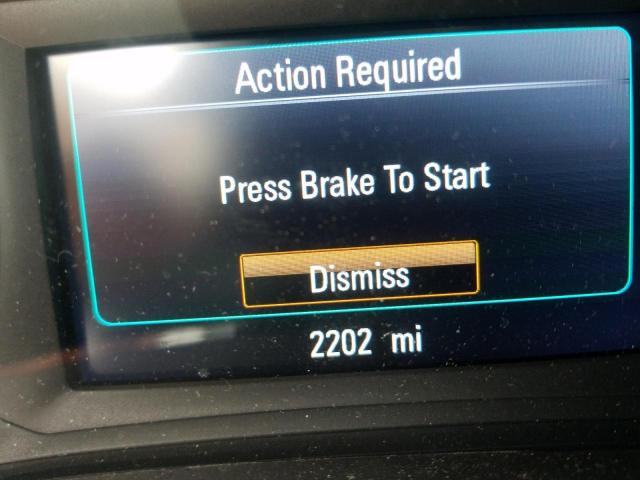 Action Required
Press Brake To Start
Dismiss
2202 mi